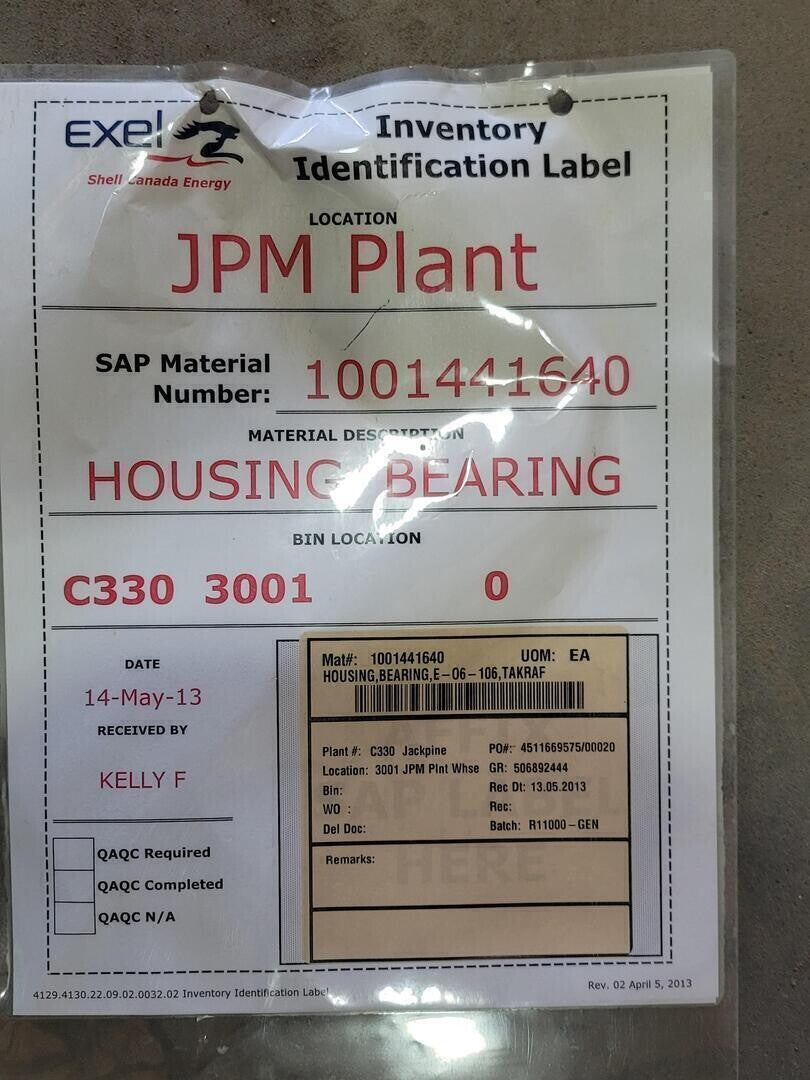 exel
Shell Canada Energy
Inventory
Identification Label
LOCATION
JPM Plant
SAP Material
Number: 1001441640
MATERIAL DESCRIPTION
HOUSING BEARING
BIN LOCATION
C330 3001 0
DATE
14-May-13
RECEIVED BY
KELLY F
QAQC Required
QAQC Completed
QAQC N/A
Mat#: 1001441640 UOM: EA
HOUSING,BEARING,E-06-106,TAKRAF
Plant #: C330 Jackpine PO#: 4511669575/00020
Location: 3001 JPM Plnt Whse GR: 506892444
Bin: Rec Dt: 13.05.2013
WO : Rec:
Del Doc: Batch: R11000-GEN
Remarks:
AFFIX
SAP LABEL
HERE
4129.4130.22.09.02.0032.02 Inventory Identification Label
Rev. 02 April 5, 2013